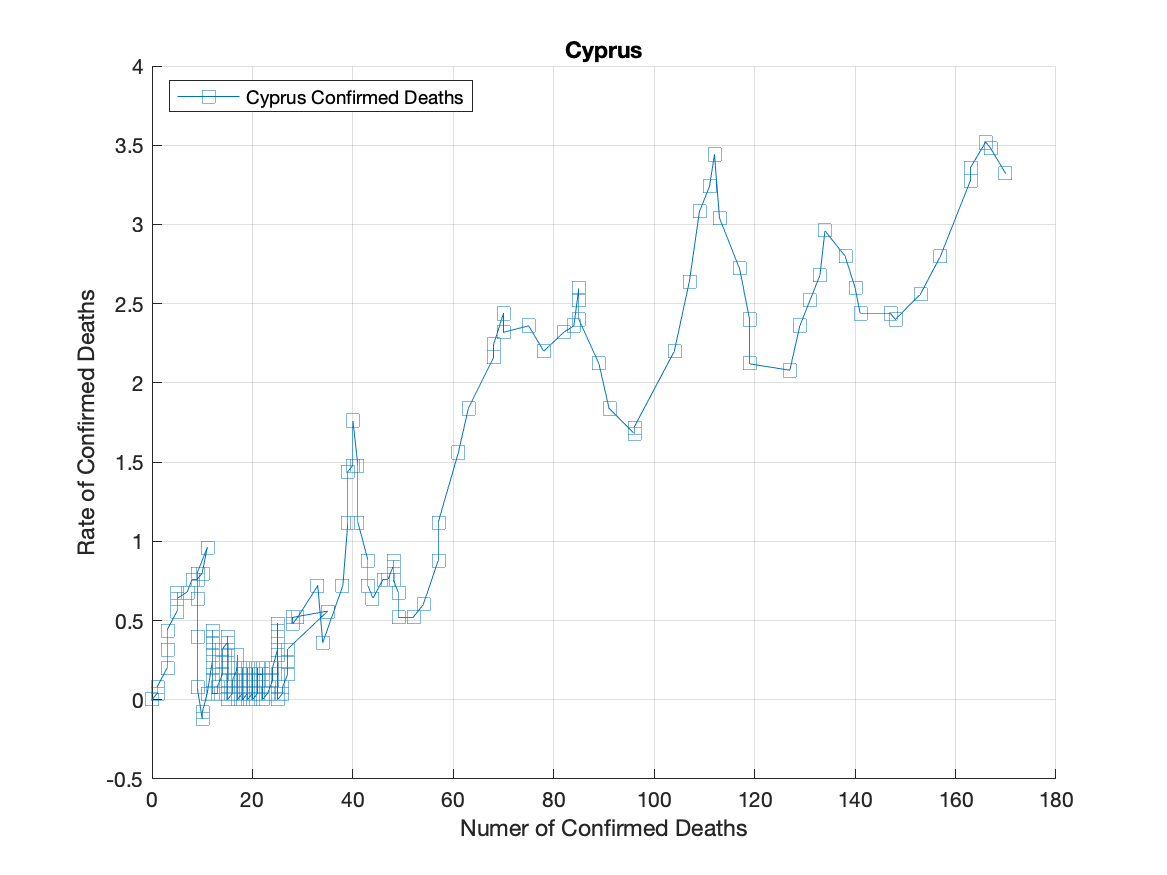 Cyprus
Cyprus Confirmed Deaths
4
3.5
3
2.5
2
1.5
1
0.5
0
-0.5
Rate of Confirmed Deaths
0 20 40 60 80 100 120 140 160 180
Numer of Confirmed Deaths